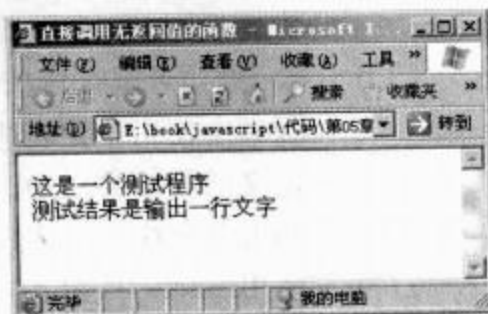 直接调用无返回值的函数 - Microsoft I...
文件(F) 编辑(E) 查看(V) 收藏(A) 工具 »
后退 搜索 收藏夹 »
地址(D) E:\book\javascript\代码\第05章 转到
这是一个测试程序
测试结果是输出一行文字
完毕 我的电脑